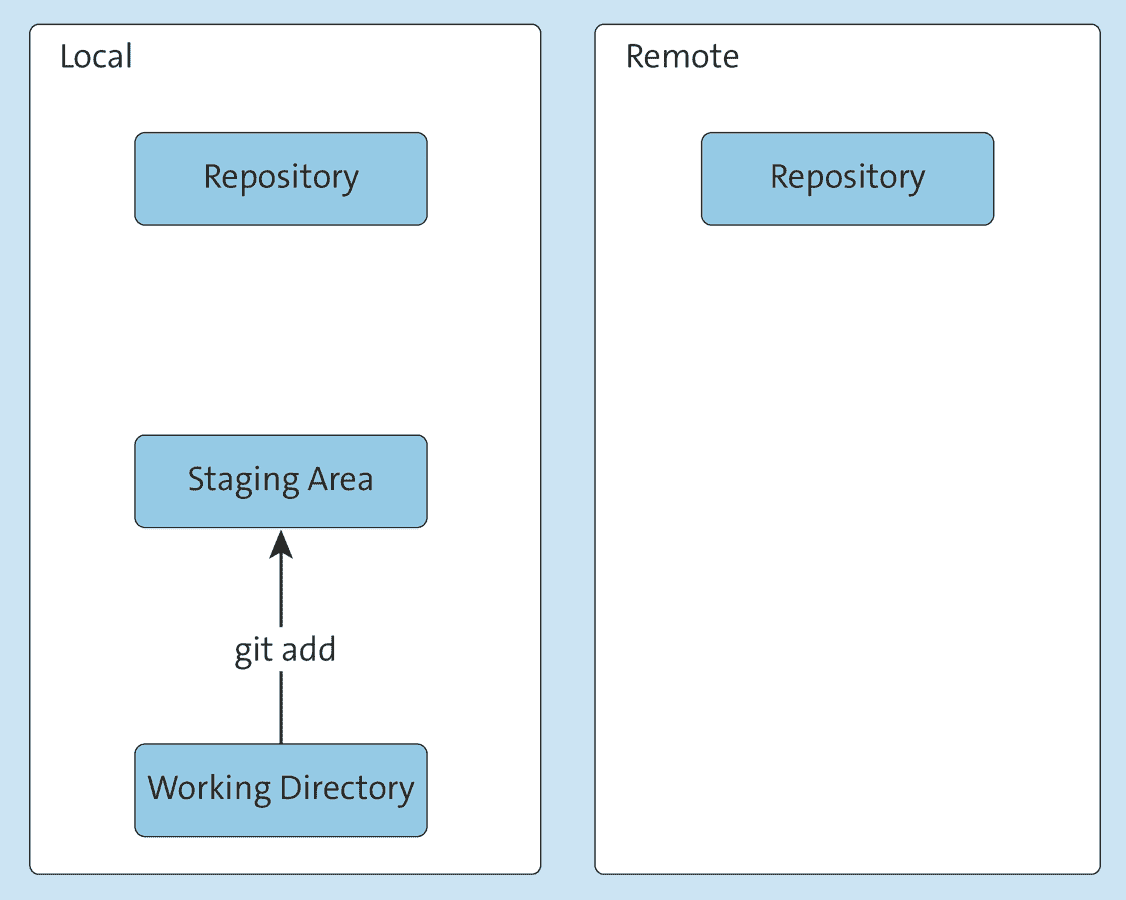 Local
Repository
Staging Area
git add
Working Directory
Remote
Repository